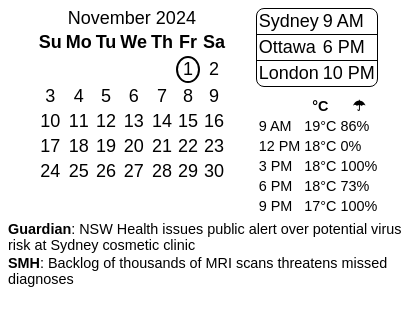 November 2024
Su Mo Tu We Th Fr Sa
1 2
3 4 5 6 7 8 9
10 11 12 13 14 15 16
17 18 19 20 21 22 23
24 25 26 27 28 29 30
Sydney 9 AM
Ottawa 6 PM
London 10 PM
°C ☂
9 AM 19°C 86%
12 PM 18°C 0%
3 PM 18°C 100%
6 PM 18°C 73%
9 PM 17°C 100%
Guardian: NSW Health issues public alert over potential virus
risk at Sydney cosmetic clinic
SMH: Backlog of thousands of MRI scans threatens missed
diagnoses